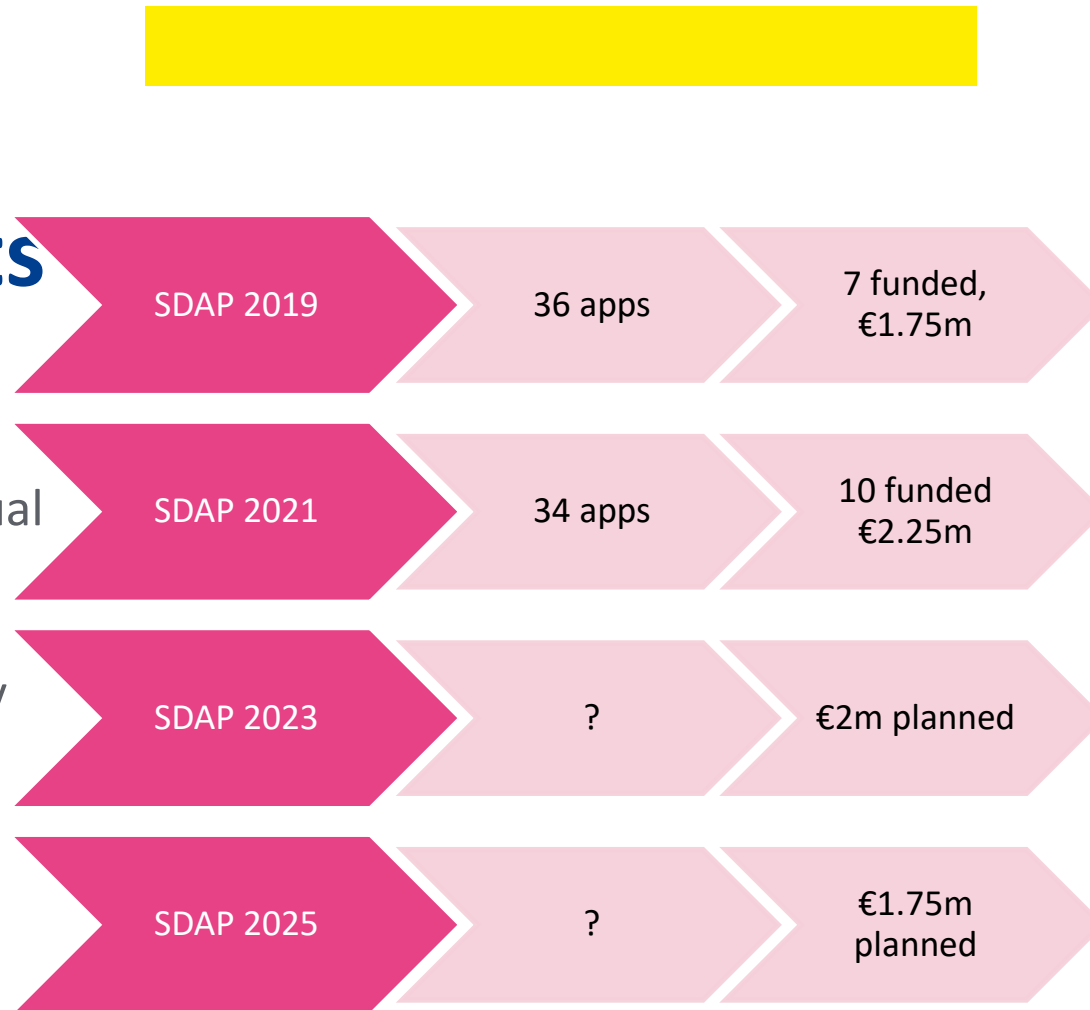 SDAP 2019
36 apps
7 funded,
€1.75m
SDAP 2021
34 apps
10 funded
€2.25m
SDAP 2023
?
€2m planned
SDAP 2025
?
€1.75m
planned